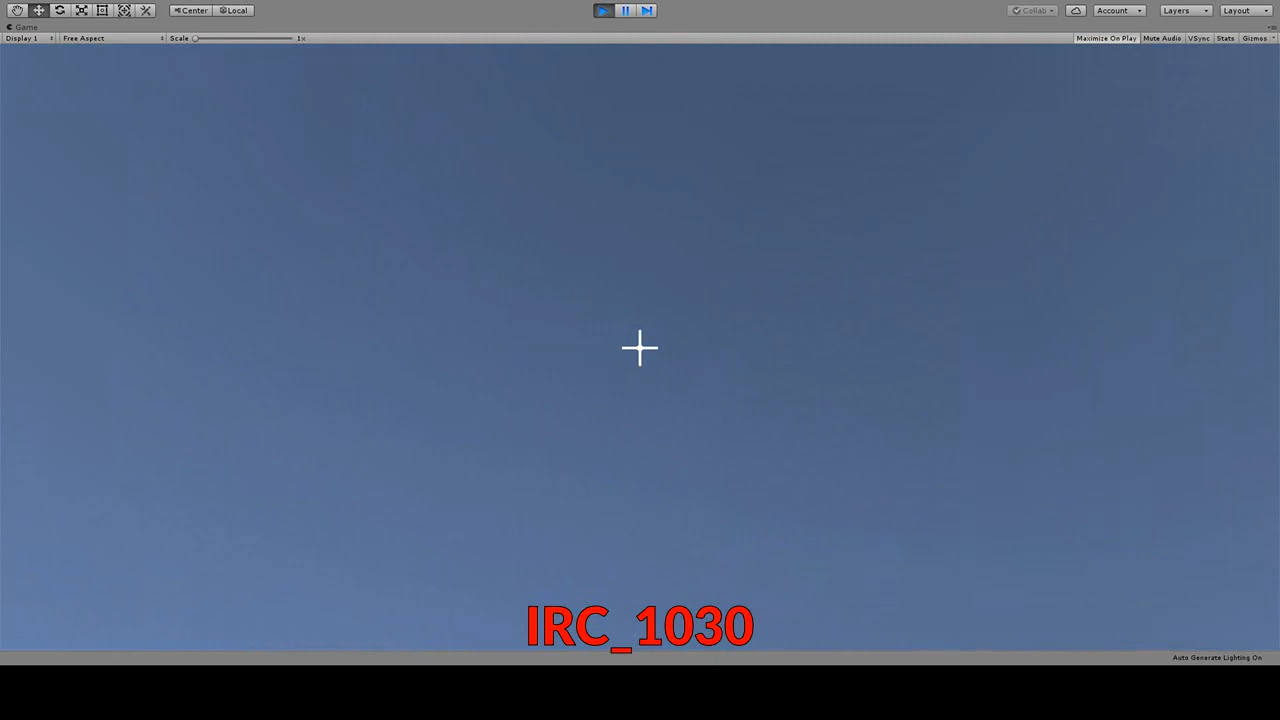 Center Local Collab Account Layers Layout
Game
Display 1 Free Aspect Scale 1x Maximize On Play Mute Audio VSync Stats Gizmos
IRC_1030
Auto Generate Lighting On